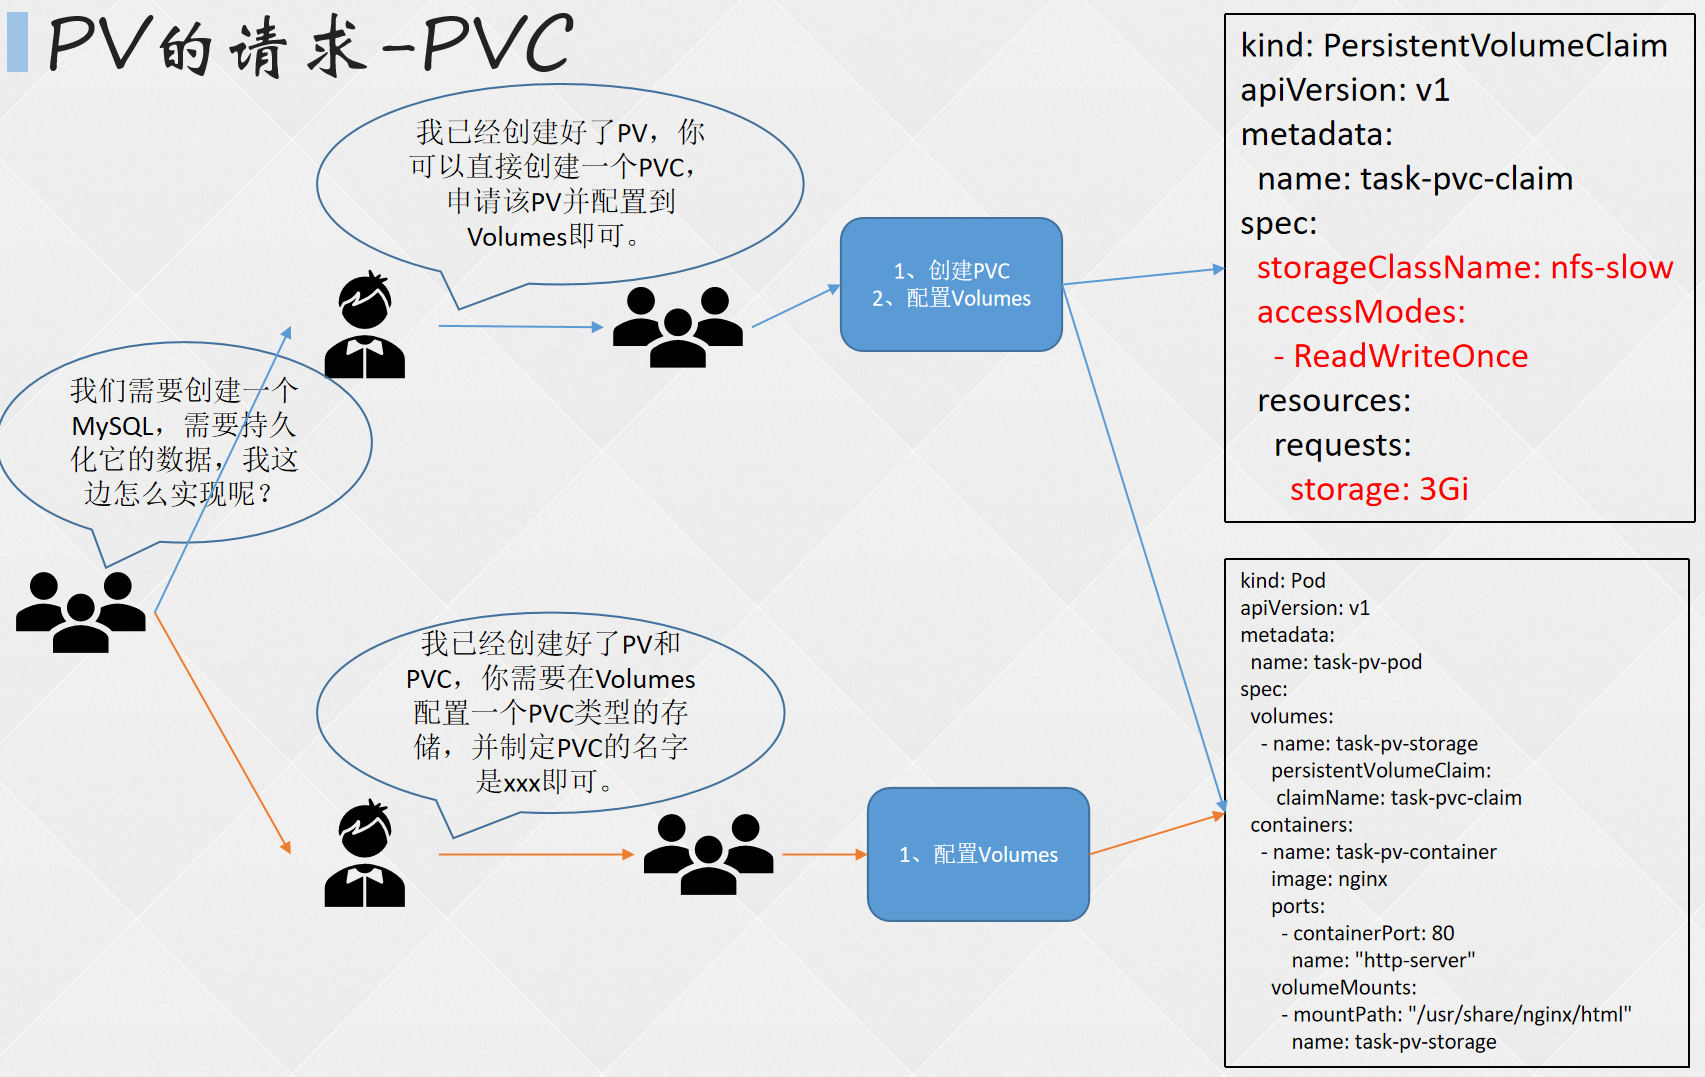 PV的请求-PVC
我已经创建好了PV，你
可以直接创建一个PVC，
申请该PV并配置到
Volumes即可。
我们需要创建一个
MySQL，需要持久
化它的数据，我这
边怎么实现呢？
1、创建PVC
2、配置Volumes
我已经创建好了PV和
PVC，你需要在Volumes
配置一个PVC类型的存
储，并制定PVC的名字
是xxx即可。
1、配置Volumes
kind: PersistentVolumeClaim
apiVersion: v1
metadata:
  name: task-pvc-claim
spec:
  storageClassName: nfs-slow
  accessModes:
    - ReadWriteOnce
  resources:
    requests:
      storage: 3Gi
kind: Pod
apiVersion: v1
metadata:
  name: task-pv-pod
spec:
  volumes:
    - name: task-pv-storage
      persistentVolumeClaim:
       claimName: task-pvc-claim
  containers:
    - name: task-pv-container
      image: nginx
      ports:
        - containerPort: 80
          name: "http-server"
      volumeMounts:
        - mountPath: "/usr/share/nginx/html"
          name: task-pv-storage